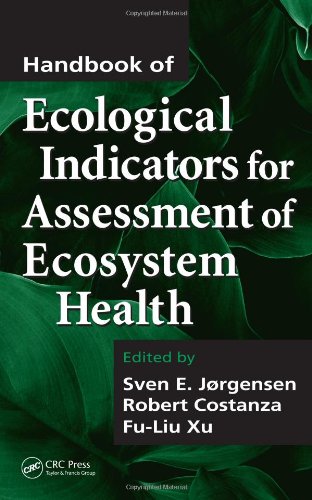 Handbook of
Ecological
Indicators for
Assessment of
Ecosystem
Health
Edited by
Sven E. Jørgensen
Robert Costanza
Fu-Liu Xu
CRC
CRC Press
Taylor & Francis Group